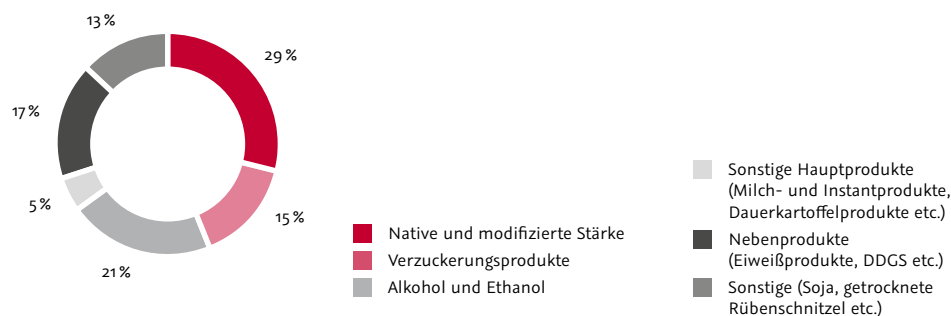 13 %
29 %
17 %
5 %
15 %
21 %
Native und modifizierte Stärke
Verzuckerungsprodukte
Alkohol und Ethanol
Sonstige Hauptprodukte
(Milch- und Instantprodukte,
Dauerkartoffelprodukte etc.)
Nebenprodukte
(Eiweißprodukte, DDGS etc.)
Sonstige (Soja, getrocknete
Rübenschnitzel etc.)